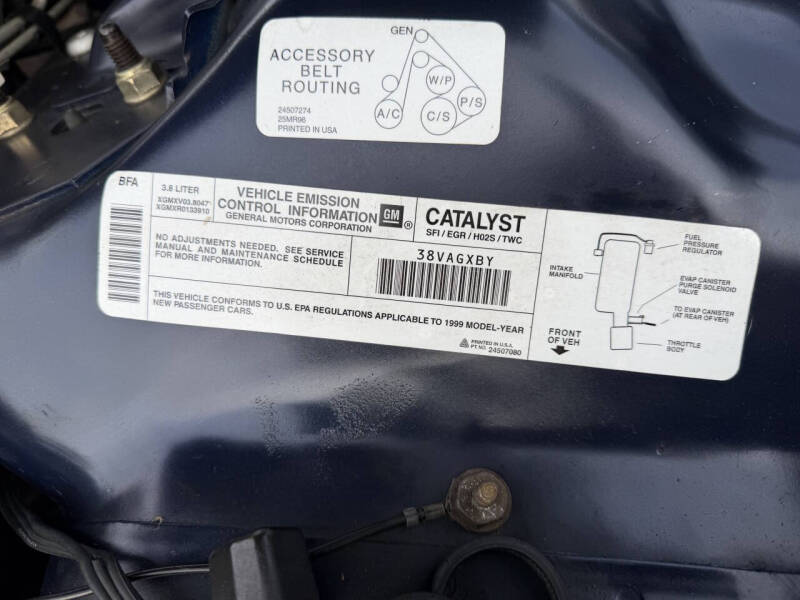 ACCESSORY
BELT
ROUTING
24507274
25MR96
PRINTED IN USA
GEN
W/P
P/S
A/C
C/S
BFA
3.8 LITER
XGMXV03.8047
XGMXR0133910
VEHICLE EMISSION
CONTROL INFORMATION
GENERAL MOTORS CORPORATION
GM
®
CATALYST
SFI / EGR / HO2S / TWC
NO ADJUSTMENTS NEEDED. SEE SERVICE
MANUAL AND MAINTENANCE SCHEDULE
FOR MORE INFORMATION.
38VAGXBY
THIS VEHICLE CONFORMS TO U.S. EPA REGULATIONS APPLICABLE TO 1999 MODEL-YEAR
NEW PASSENGER CARS.
PRINTED IN U.S.A.
PT. NO. 24507080
FUEL
PRESSURE
REGULATOR
INTAKE
MANIFOLD
EVAP CANISTER
PURGE SOLENOID
VALVE
TO EVAP CANISTER
(AT REAR OF VEH)
FRONT
OF VEH
THROTTLE
BODY